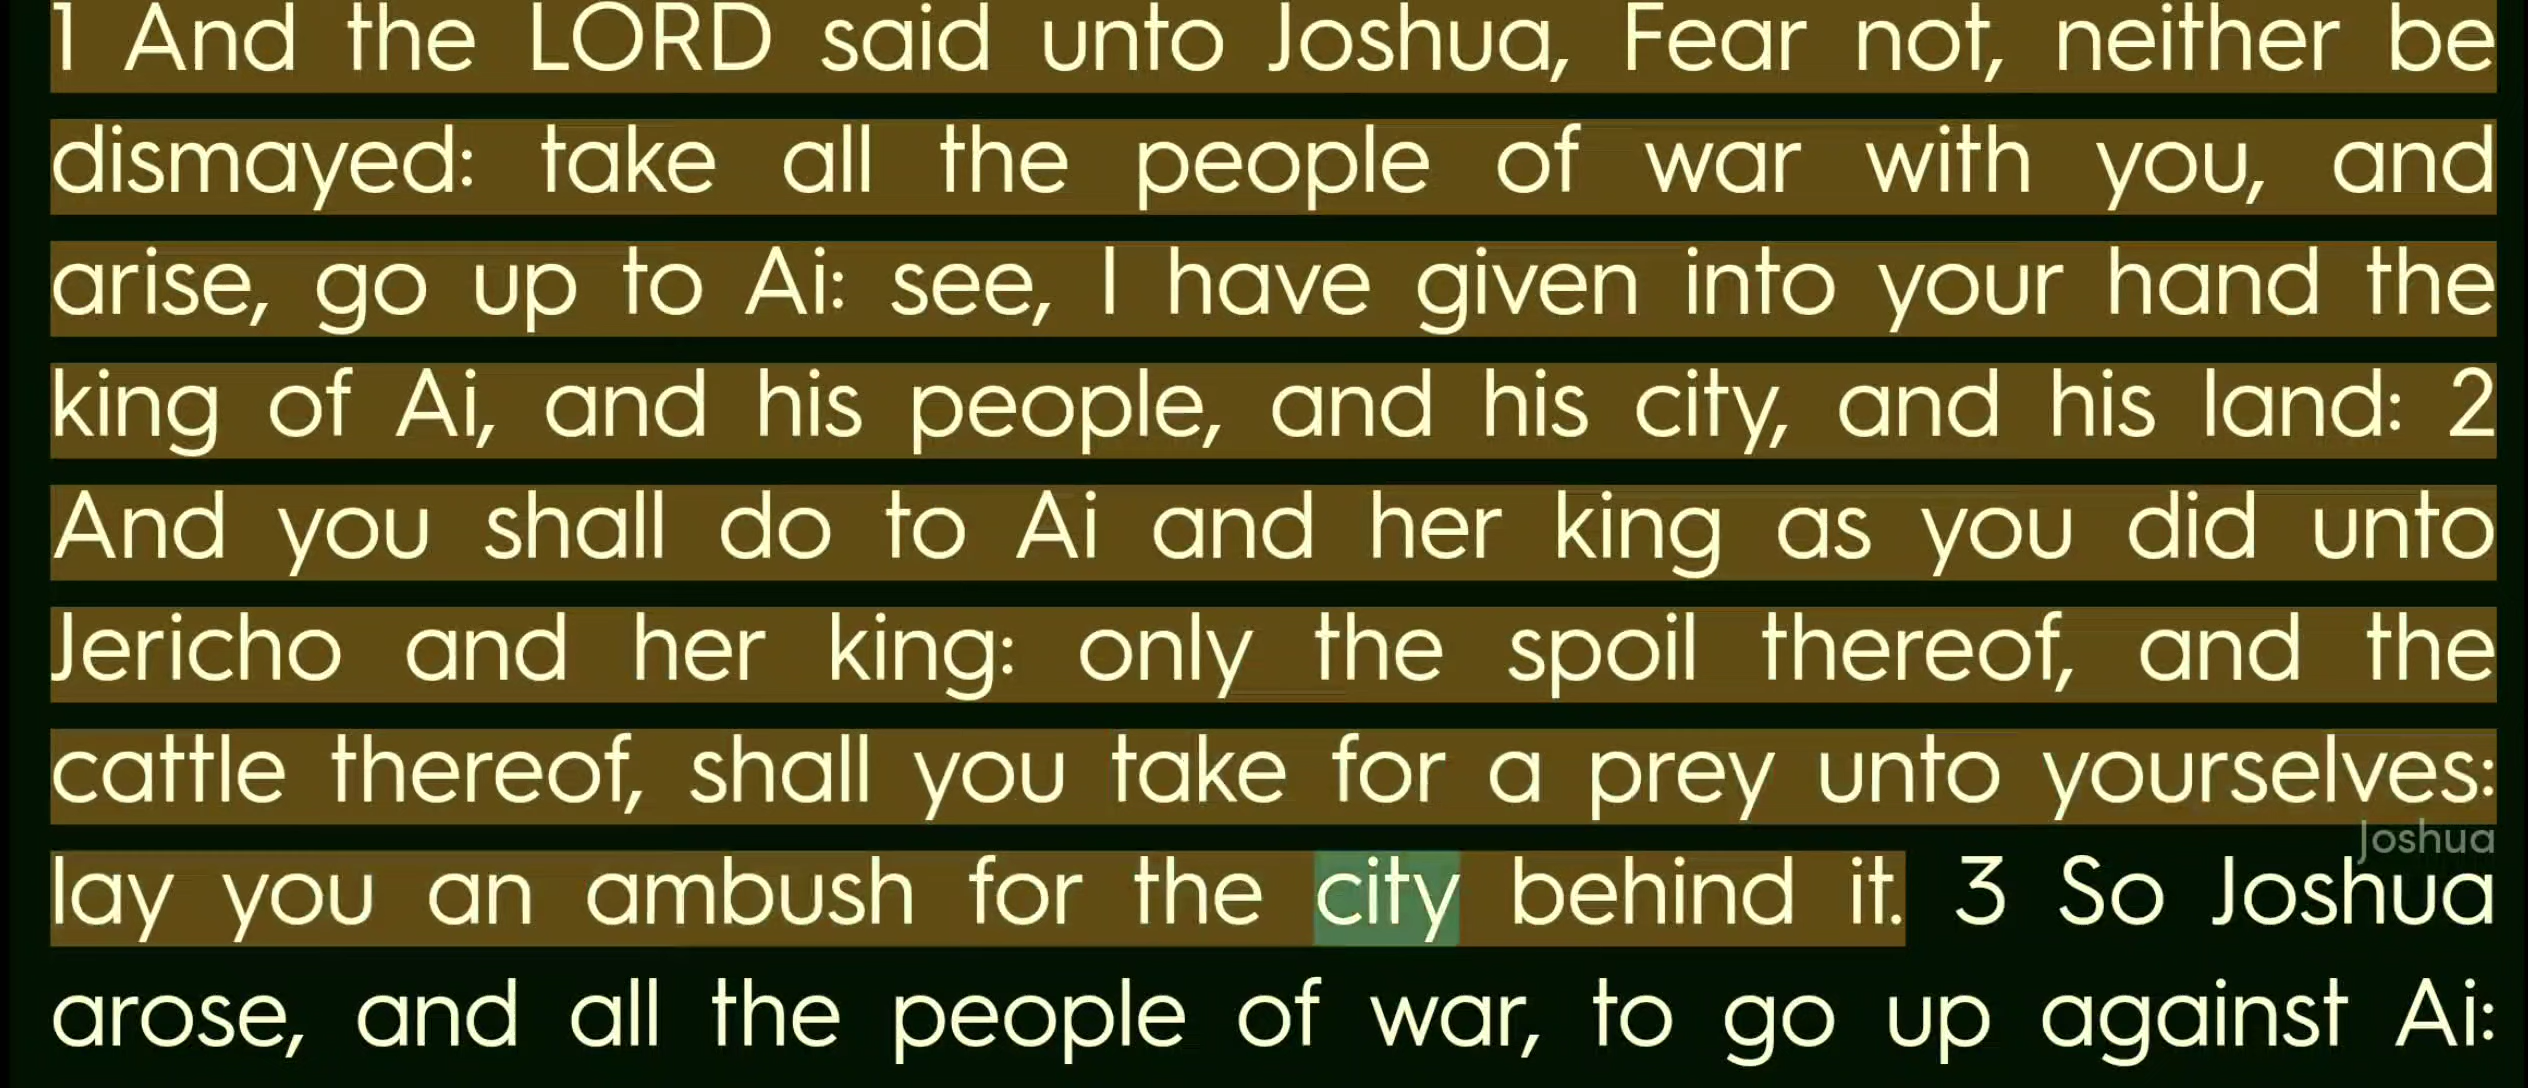 1 And the LORD said unto Joshua, Fear not, neither be
dismayed: take all the people of war with you, and
arise, go up to Ai: see, I have given into your hand the
king of Ai, and his people, and his city, and his land: 2
And you shall do to Ai and her king as you did unto
Jericho and her king: only the spoil thereof, and the
cattle thereof, shall you take for a prey unto yourselves:
Joshua
lay you an ambush for the city behind it. 3 So Joshua
arose, and all the people of war, to go up against Ai: